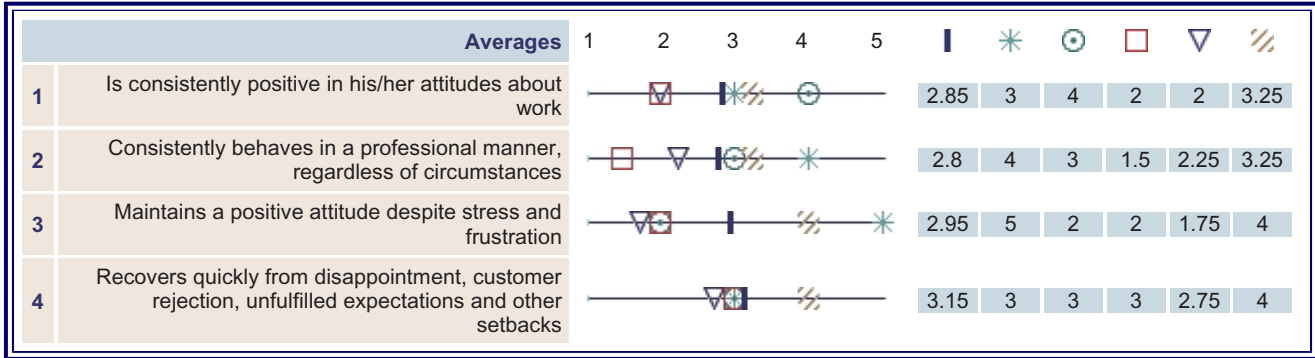 Averages 1 2 3 4 5
1 Is consistently positive in his/her attitudes about
work
2.85 3 4 2 2 3.25
2 Consistently behaves in a professional manner,
regardless of circumstances
2.8 4 3 1.5 2.25 3.25
3 Maintains a positive attitude despite stress and
frustration
2.95 5 2 2 1.75 4
4 Recovers quickly from disappointment, customer
rejection, unfulfilled expectations and other
setbacks
3.15 3 3 3 2.75 4